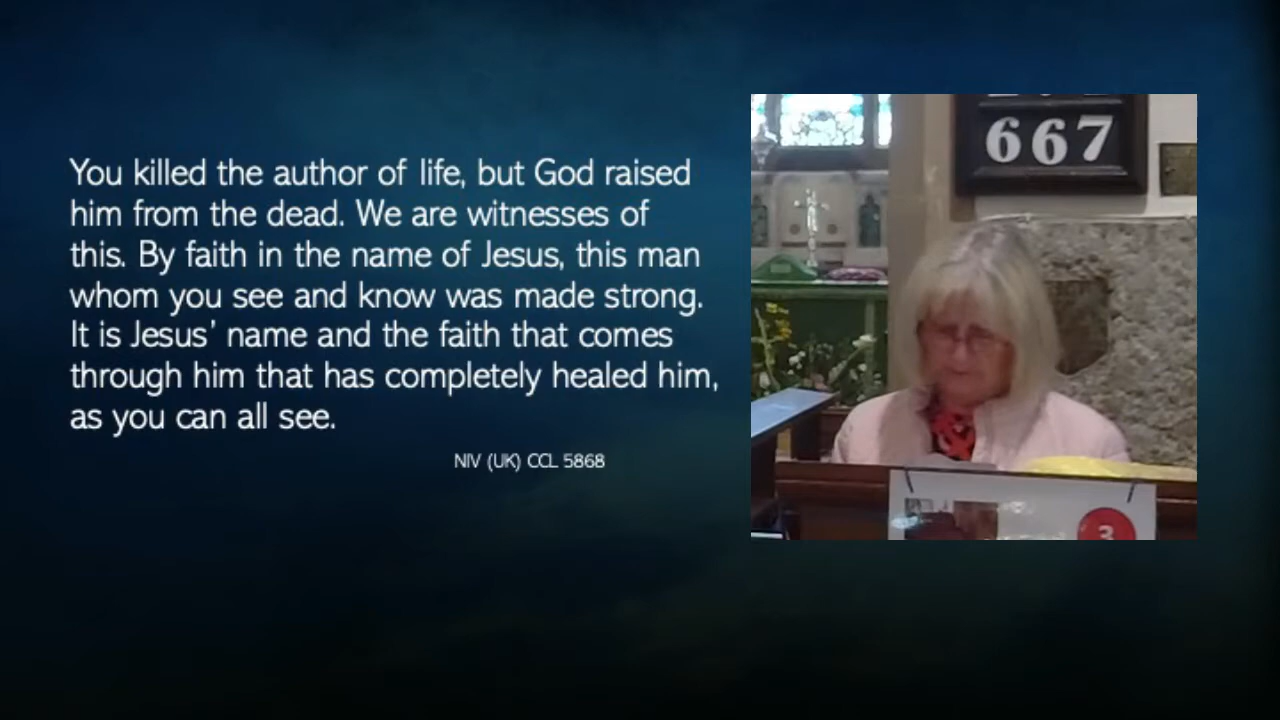 You killed the author of life, but God raised
him from the dead. We are witnesses of
this. By faith in the name of Jesus, this man
whom you see and know was made strong.
It is Jesus’ name and the faith that comes
through him that has completely healed him,
as you can all see.
NIV (UK) CCL 5868
667
3